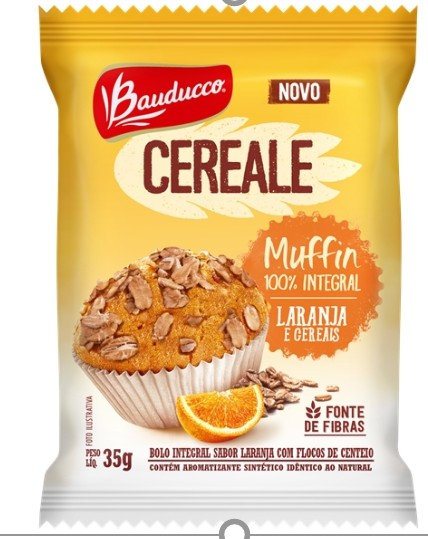 Bauducco
NOVO
CEREALE
Muffin
100% INTEGRAL
LARANJA
E CEREAIS
FONTE
DE FIBRAS
FOTO ILUSTRATIVA
PESO
LÍQ. 35g
BOLO INTEGRAL SABOR LARANJA COM FLOCOS DE CENTEIO
CONTÉM AROMATIZANTE SINTÉTICO IDÊNTICO AO NATURAL